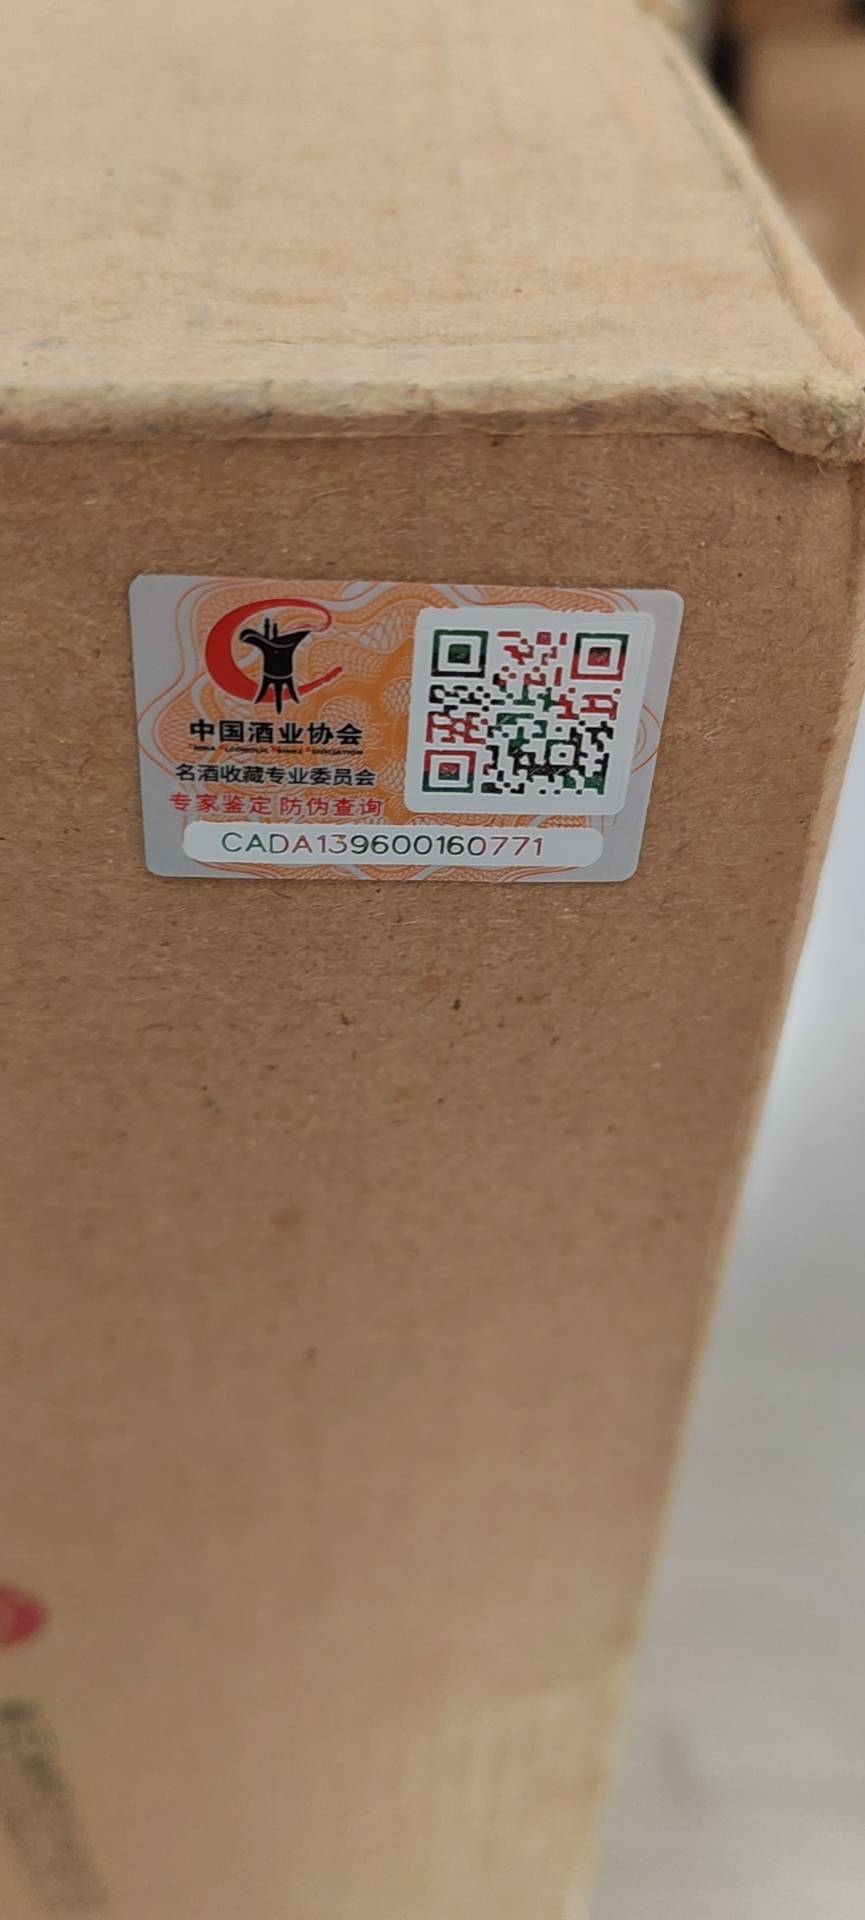 中国酒业协会
名酒收藏专业委员会
专家鉴定 防伪查询
CADA139600160771